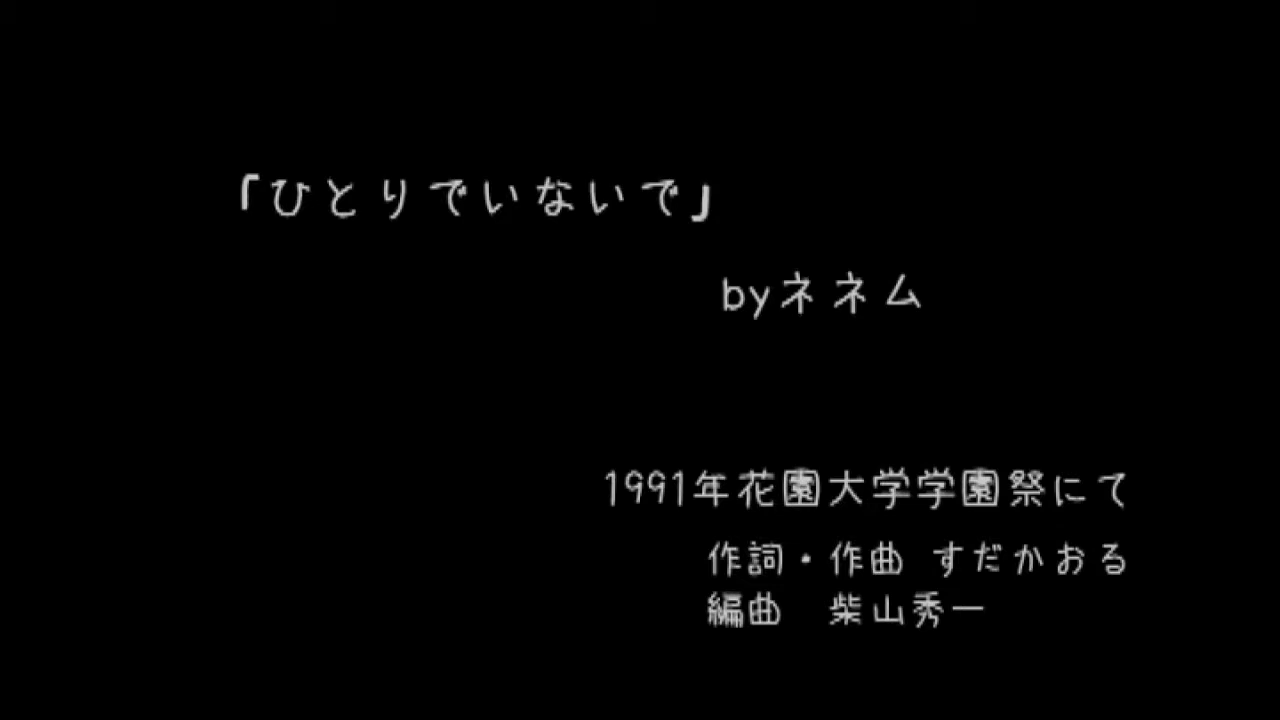 「ひとりでいないで」
byネネム
1991年花園大学学園祭にて
作詞・作曲 すだかおる
編曲　柴山秀一